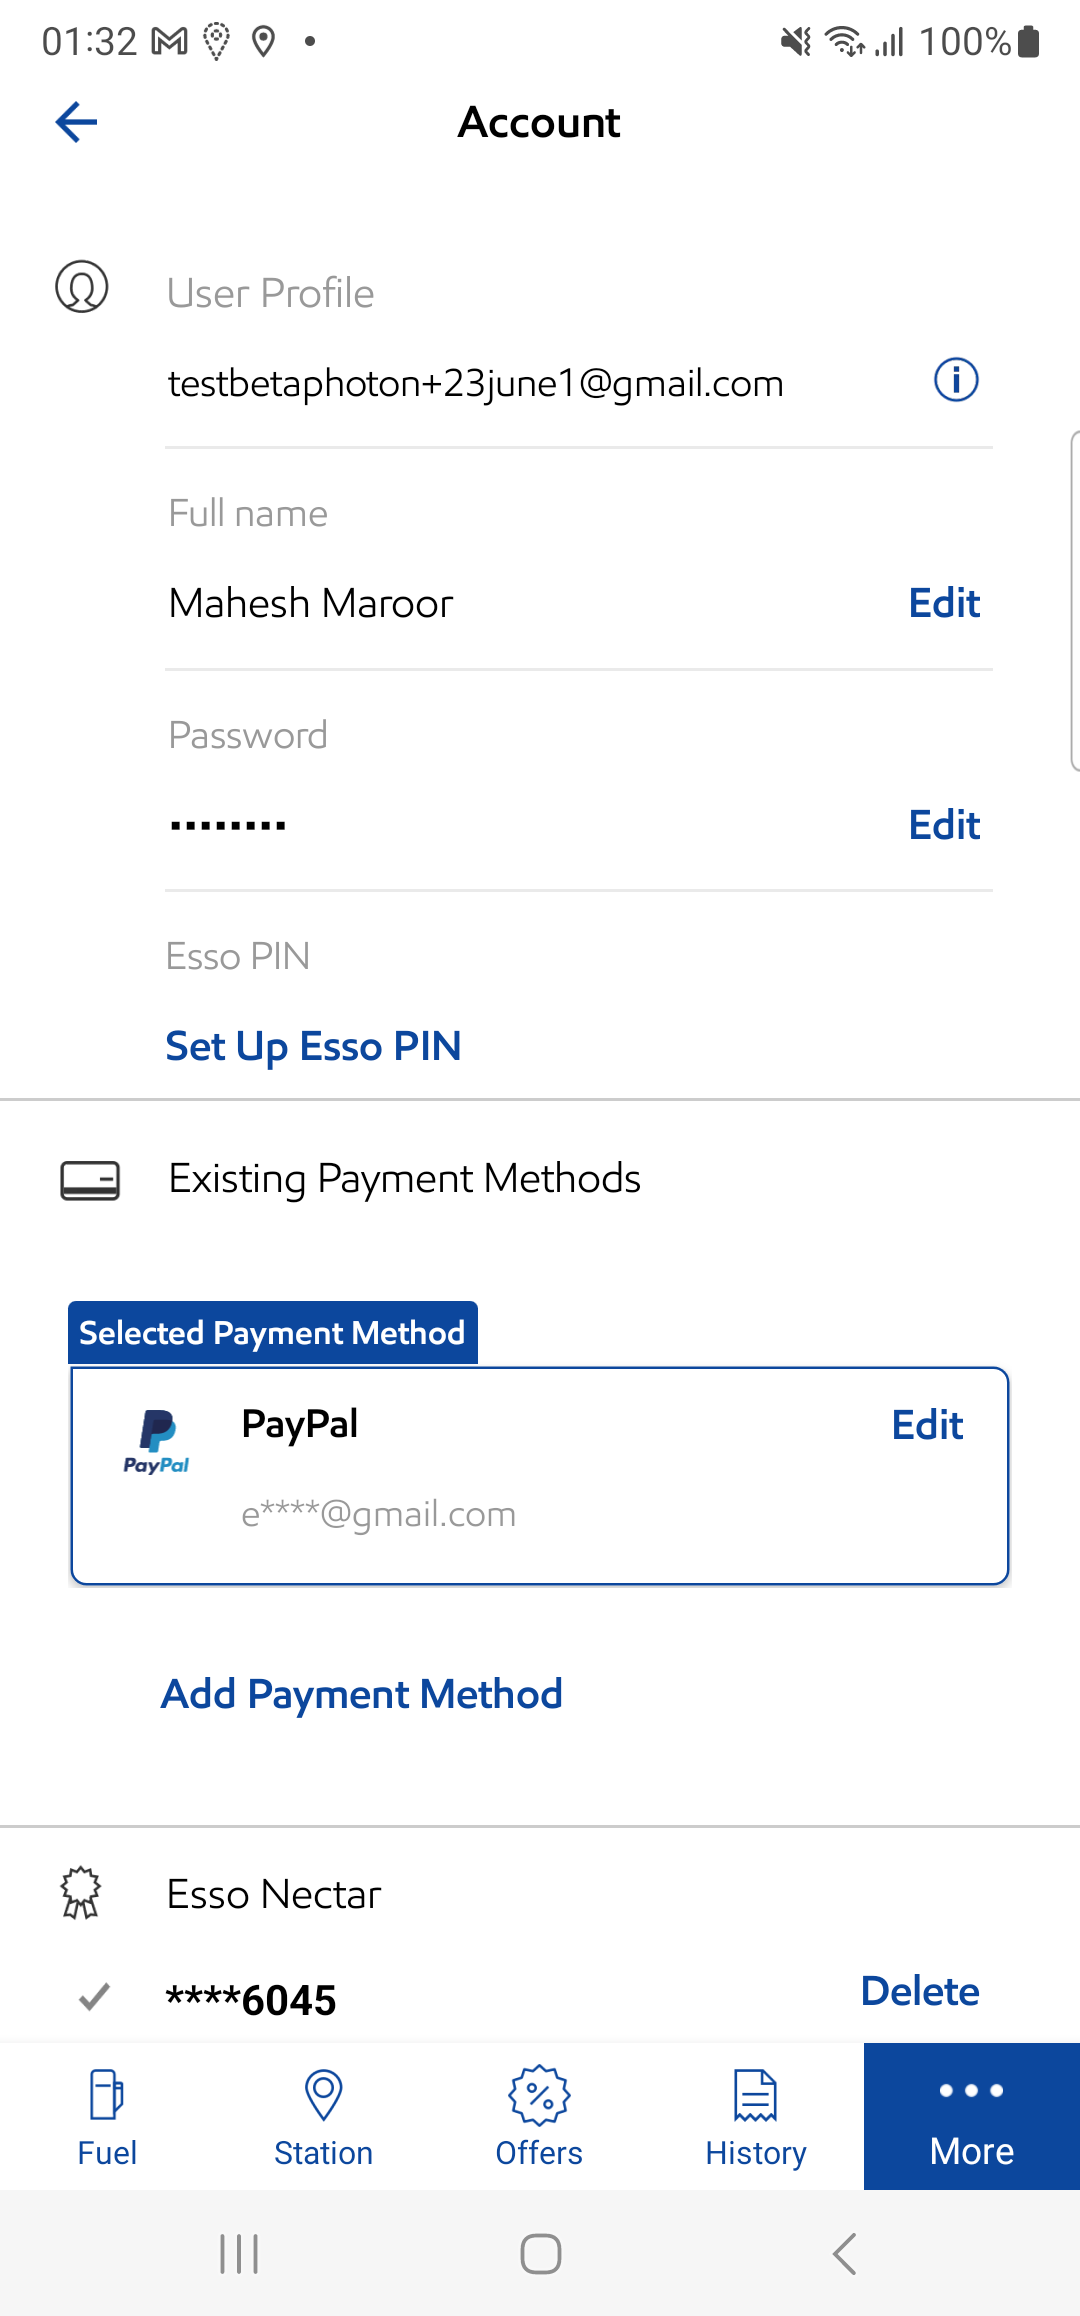 01:32
100%
Account
User Profile
testbetaphoton+23june1@gmail.com
Full name
Mahesh Maroor
Edit
Password
........
Edit
Esso PIN
Set Up Esso PIN
Existing Payment Methods
Selected Payment Method
PayPal
PayPal
Edit
e****@gmail.com
Add Payment Method
Esso Nectar
****6045
Delete
Fuel
Station
Offers
History
More